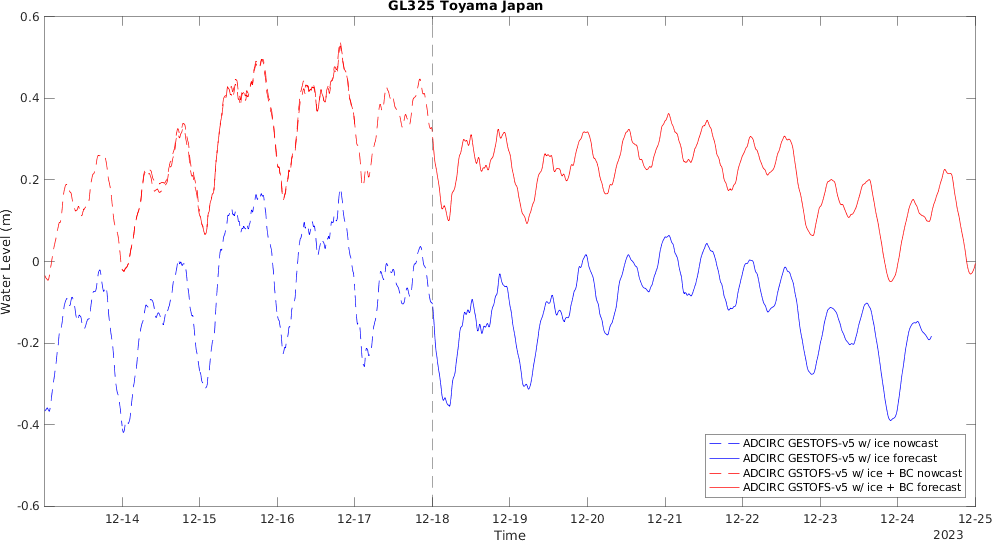 GL325 Toyama Japan
0.6
0.4
0.2
0
-0.2
-0.4
-0.6
Water Level (m)
ADCIRC GESTOFS-v5 w/ ice nowcast
ADCIRC GESTOFS-v5 w/ ice forecast
ADCIRC GSTOFS-v5 w/ ice + BC nowcast
ADCIRC GSTOFS-v5 w/ ice + BC forecast
12-14 12-15 12-16 12-17 12-18 12-19 12-20 12-21 12-22 12-23 12-24 12-25
Time
2023